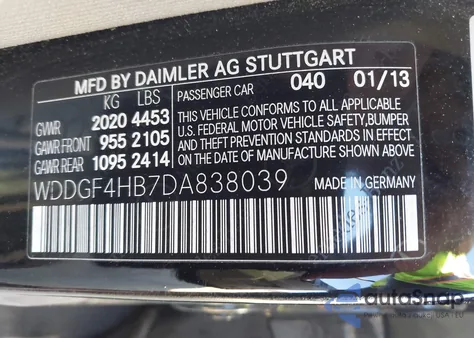 MFD BY DAIMLER AG STUTTGART
KG LBS PASSENGER CAR 040 01/13
GVWR 2020 4453
GAWR FRONT 955 2105
GAWR REAR 1095 2414
THIS VEHICLE CONFORMS TO ALL APPLICABLE
U.S. FEDERAL MOTOR VEHICLE SAFETY,BUMPER
AND THEFT PREVENTION STANDARDS IN EFFECT
ON THE DATE OF MANUFACTURE SHOWN ABOVE.
WDDGF4HB7DA838039 MADE IN GERMANY
autoSnap